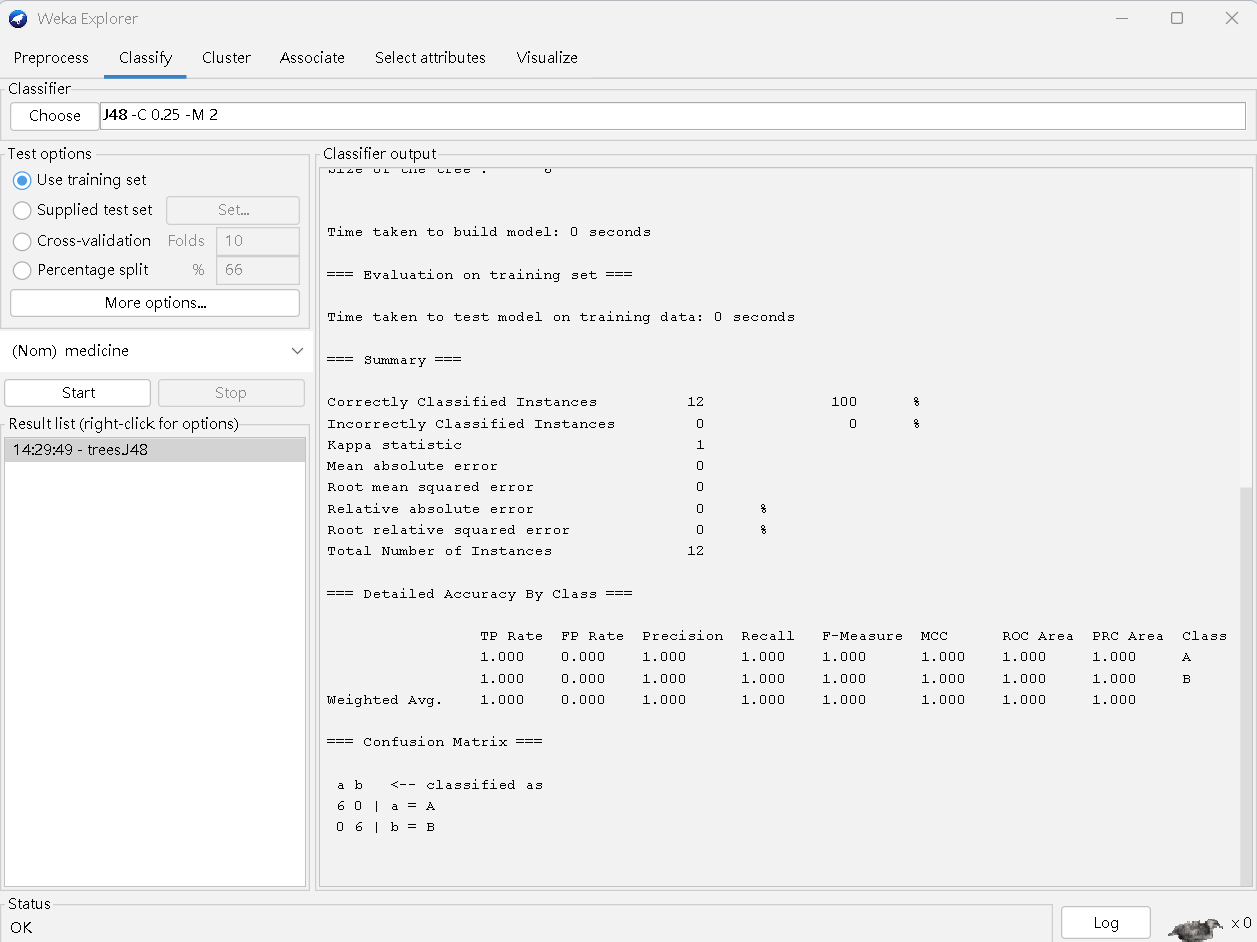 Weka Explorer
Preprocess Classify Cluster Associate Select attributes Visualize
Classifier
Choose J48 -C 0.25 -M 2
Test options
Use training set
Supplied test set Set...
Cross-validation Folds 10
Percentage split % 66
More options...
(Nom) medicine
Start Stop
Result list (right-click for options)
14:29:49 - trees.J48
Classifier output
Size of the tree :
Time taken to build model: 0 seconds
=== Evaluation on training set ===
Time taken to test model on training data: 0 seconds
=== Summary ===
Correctly Classified Instances 12 100 %
Incorrectly Classified Instances 0 0 %
Kappa statistic 1
Mean absolute error 0
Root mean squared error 0
Relative absolute error 0 %
Root relative squared error 0 %
Total Number of Instances 12
=== Detailed Accuracy By Class ===
TP Rate FP Rate Precision Recall F-Measure MCC ROC Area PRC Area Class
1.000 0.000 1.000 1.000 1.000 1.000 1.000 1.000 A
1.000 0.000 1.000 1.000 1.000 1.000 1.000 1.000 B
Weighted Avg. 1.000 0.000 1.000 1.000 1.000 1.000 1.000 1.000
=== Confusion Matrix ===
a b <-- classified as
6 0 | a = A
0 6 | b = B
Status
OK
Log
x 0